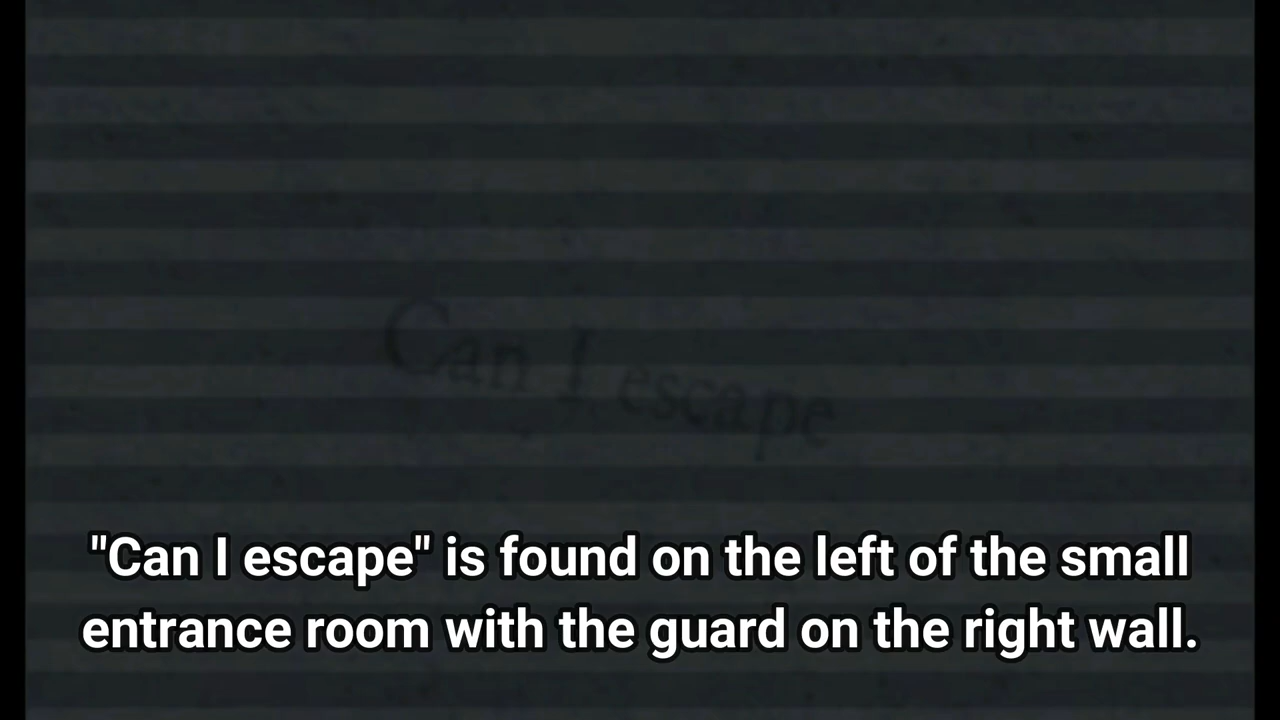 Can I escape
"Can I escape" is found on the left of the small
entrance room with the guard on the right wall.